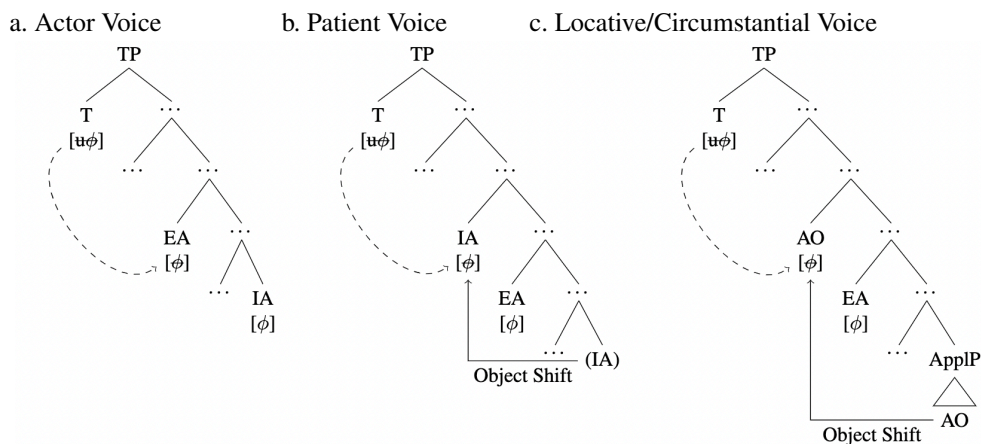 a. Actor Voice b. Patient Voice c. Locative/Circumstantial Voice
TP TP TP
T ... T ... T ...
[uϕ] [uϕ] [uϕ]
... ... ... ... ... ...
EA ... IA ... AO ...
[ϕ] [ϕ] [ϕ]
... IA EA ... EA ...
[ϕ] [ϕ] [ϕ]
... (IA) ... ApplP
Object Shift
AO
Object Shift